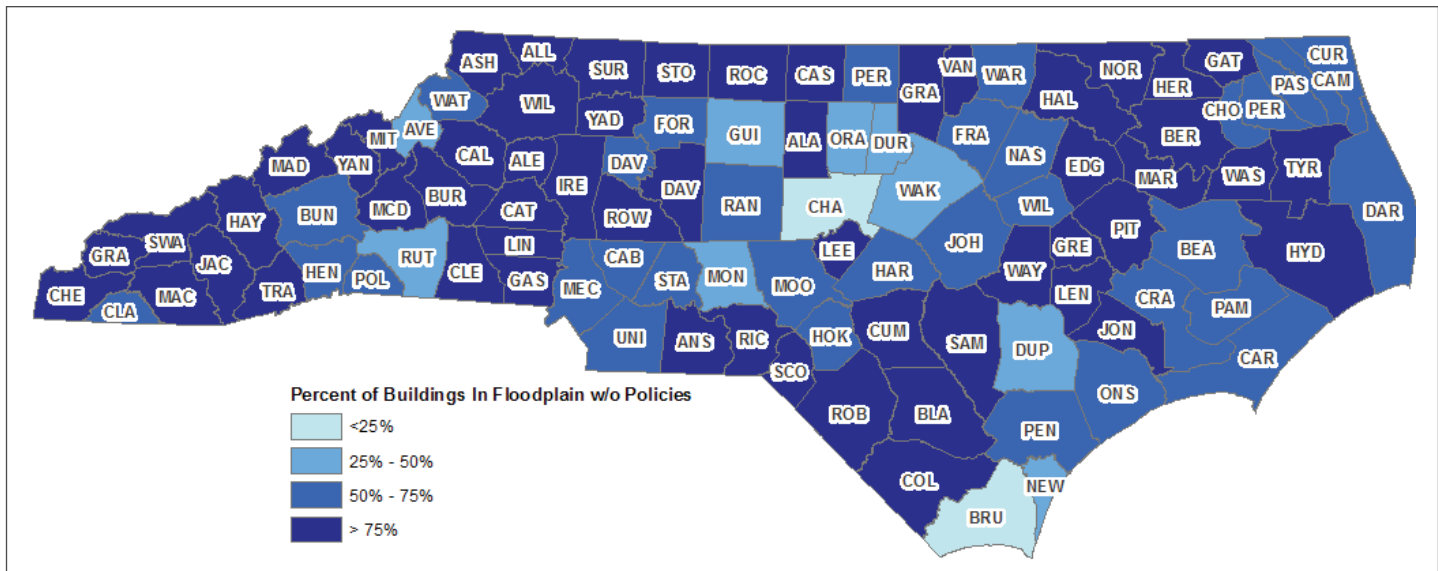 ASH
ALL
SUR
STO
ROC
CAS
PER
GRA
VAN
WAR
HAL
NOR
HER
GAT
CUR
PAS
CAM
CHO
PER
WAT
WIL
YAD
FOR
GUI
ALA
ORA
DUR
FRA
NAS
EDG
BER
MAR
WAS
TYR
DAR
MIT
AVE
MAD
YAN
CAL
ALE
IRE
DAV
DAV
RAN
CHA
WAK
WIL
PIT
BEA
HYD
BUN
MCD
BUR
CAT
ROW
HAY
SWA
GRA
JAC
HEN
POL
RUT
CLE
LIN
GAS
CAB
STA
MON
MOO
LEE
HAR
JOH
WAY
GRE
LEN
CRA
PAM
CAR
CHE
CLA
MAC
TRA
MEC
UNI
ANS
RIC
SCO
HOK
CUM
SAM
DUP
JON
ONS
ROB
BLA
PEN
COL
BRU
NEW
Percent of Buildings In Floodplain w/o Policies
<25%
25% - 50%
50% - 75%
> 75%